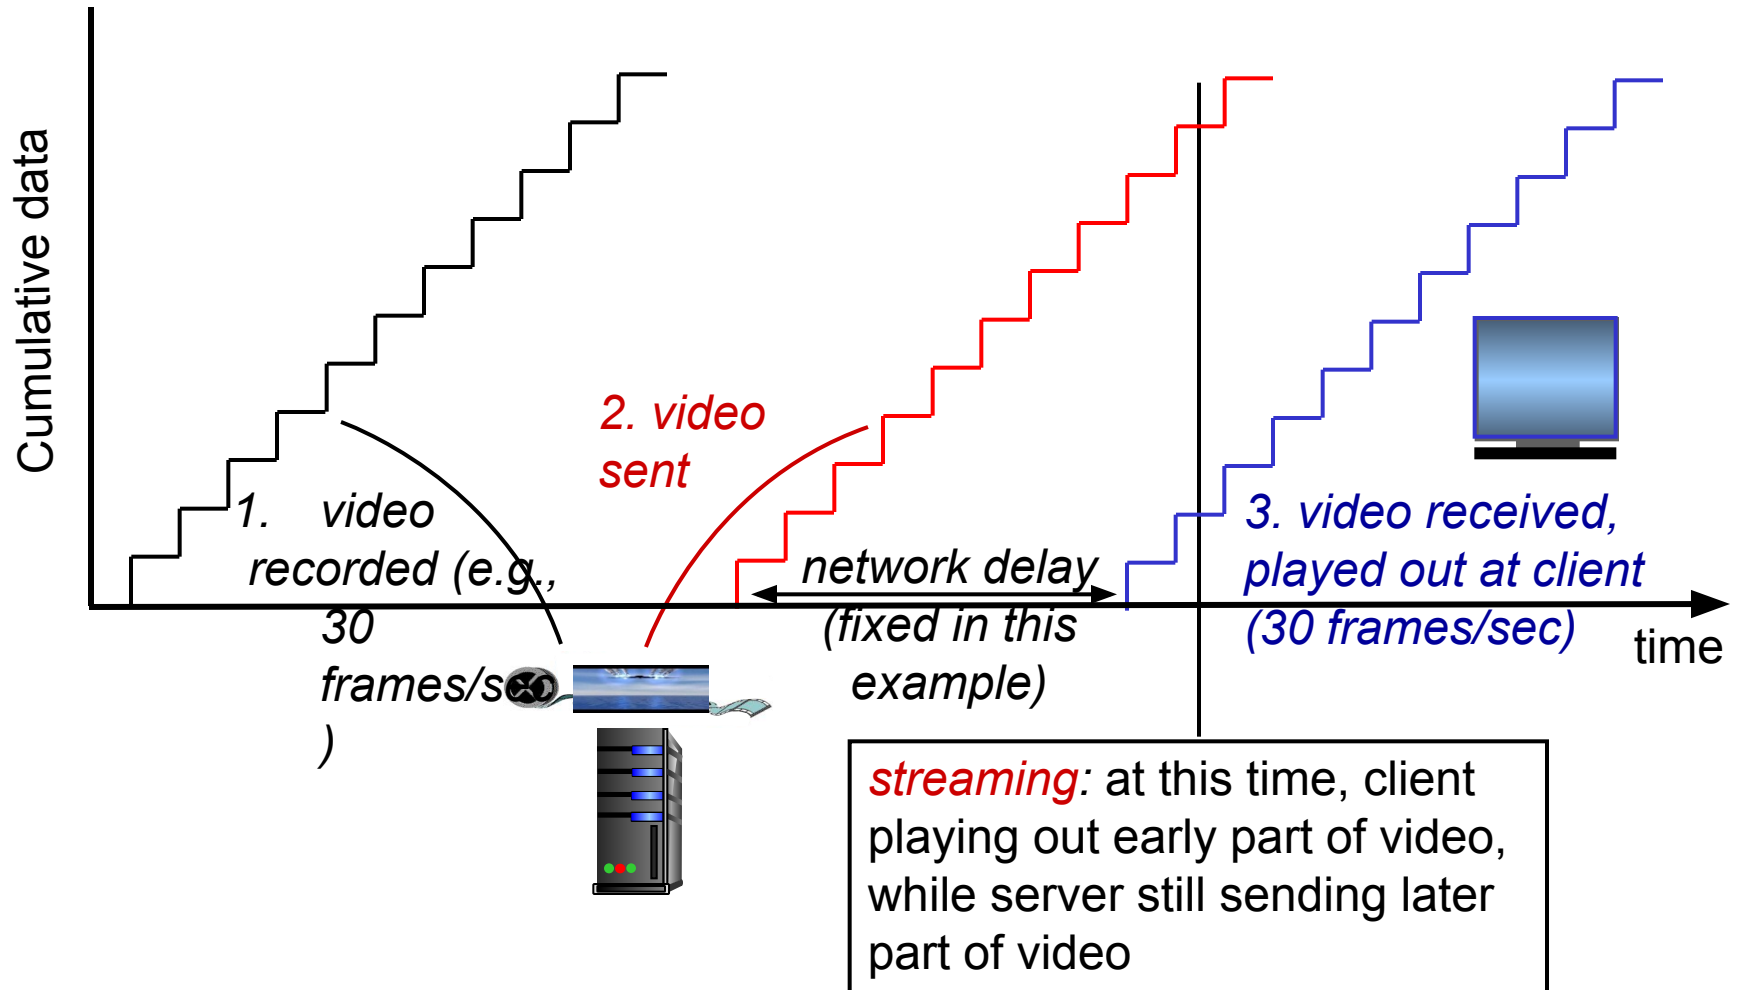 Cumulative data
1. video
recorded (e.g.,
30
frames/sec
)
2. video
sent
network delay
(fixed in this
example)
3. video received,
played out at client
(30 frames/sec)
time
streaming: at this time, client
playing out early part of video,
while server still sending later
part of video